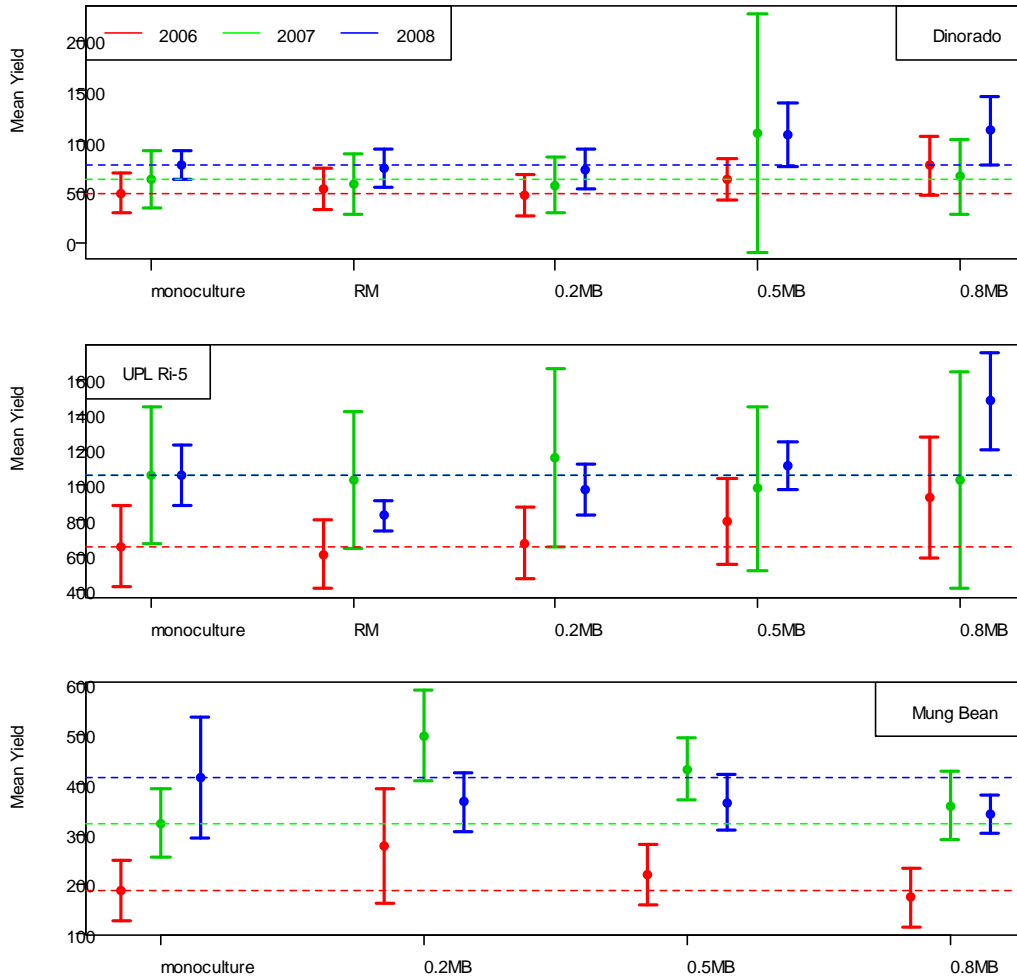 2006 2007 2008
Dinorado
Mean Yield
2000
1500
1000
500
0
monoculture RM 0.2MB 0.5MB 0.8MB
UPL Ri-5
Mean Yield
1600
1400
1200
1000
800
600
400
monoculture RM 0.2MB 0.5MB 0.8MB
Mung Bean
Mean Yield
600
500
400
300
200
100
monoculture 0.2MB 0.5MB 0.8MB